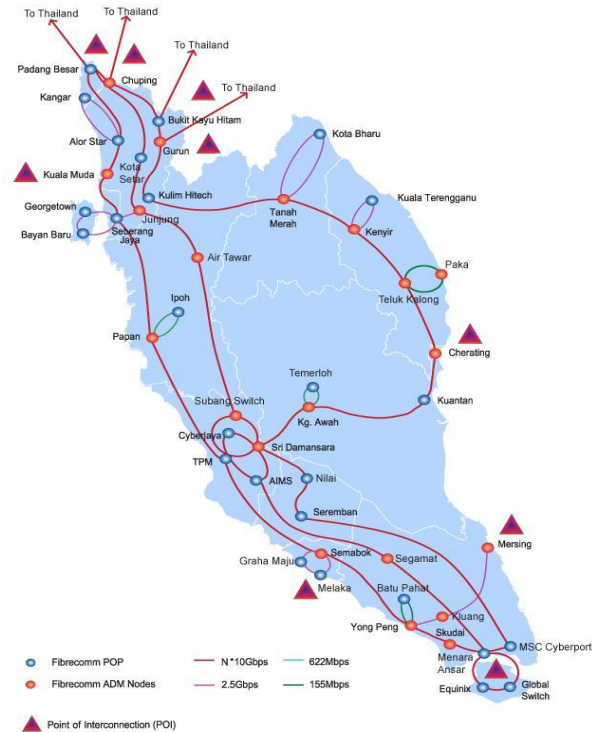 To Thailand
To Thailand
To Thailand
To Thailand
Padang Besar
Chuping
Kangar
Bukit Kayu Hitam
Kota Bharu
Alor Star
Gurun
Kota
Setar
Kuala Muda
Kulim Hitech
Kuala Terengganu
Georgetown
Junjung
Tanah
Merah
Seberang
Jaya
Bayan Baru
Kenyir
Air Tawar
Paka
Teluk Kalong
Ipoh
Papan
Cherating
Temerloh
Subang Switch
Kuantan
Kg. Awah
Cyberjaya
Sri Damansara
TPM
AIMS
Nilai
Seremban
Mersing
Semabok
Segamat
Graha Maju
Melaka
Batu Pahat
Kluang
Yong Peng
Skudai
MSC Cyberport
Menara
Ansar
Equinix
Global
Switch
Fibrecomm POP
N*10Gbps
622Mbps
Fibrecomm ADM Nodes
2.5Gbps
155Mbps
Point of Interconnection (POI)